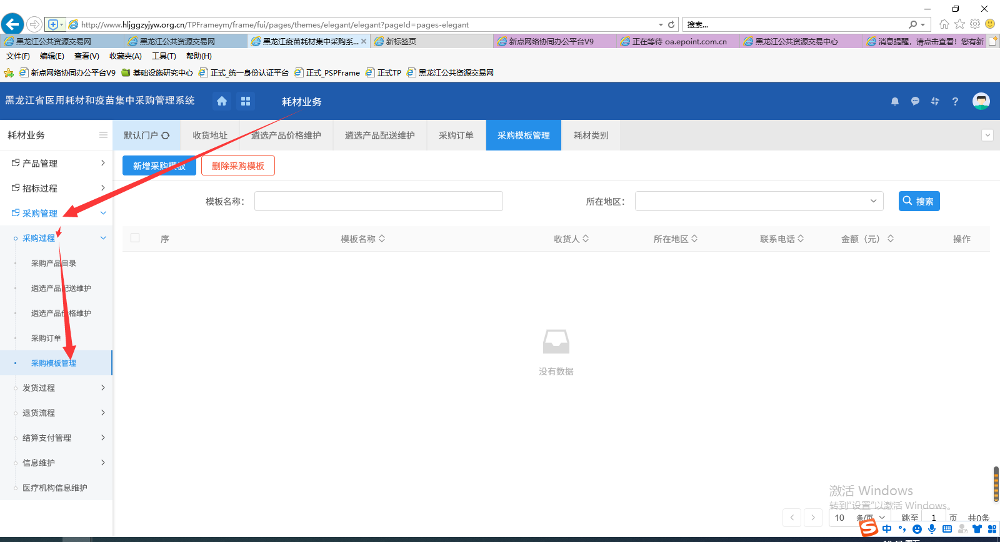 http://www.hljggzyjyw.org.cn/TPFrameym/frame/fui/pages/themes/elegant/elegant?pageId=pages-elegant
搜索...
黑龙江公共资源交易网
黑龙江公共资源交易网
黑龙江疫苗耗材集中采购系...
新标签页
新点网络协同办公平台V9
正在等待 oa.epoint.com.cn
黑龙江公共资源交易中心
消息提醒，请点击查看！您有新
文件(F) 编辑(E) 查看(V) 收藏夹(A) 工具(T) 帮助(H)
新点网络协同办公平台V9 基础设施研究中心 正式_统一身份认证平台 正式_PSPFrame 正式TP 黑龙江公共资源交易网
黑龙江省医用耗材和疫苗集中采购管理系统
耗材业务
耗材业务
默认门户 收货地址 遴选产品价格维护 遴选产品配送维护 采购订单 采购模板管理 耗材类别
产品管理
招标过程
采购管理
采购过程
采购产品目录
遴选产品配送维护
遴选产品价格维护
采购订单
采购模板管理
发货过程
退货流程
结算支付管理
信息维护
医疗机构信息维护
新增采购模板 删除采购模板
模板名称： 所在地区： 搜索
序 模板名称 收货人 所在地区 联系电话 金额（元） 操作
没有数据
激活 Windows
转到"设置"以激活 Windows。
10 条/页 跳至 1 页 共0条
中